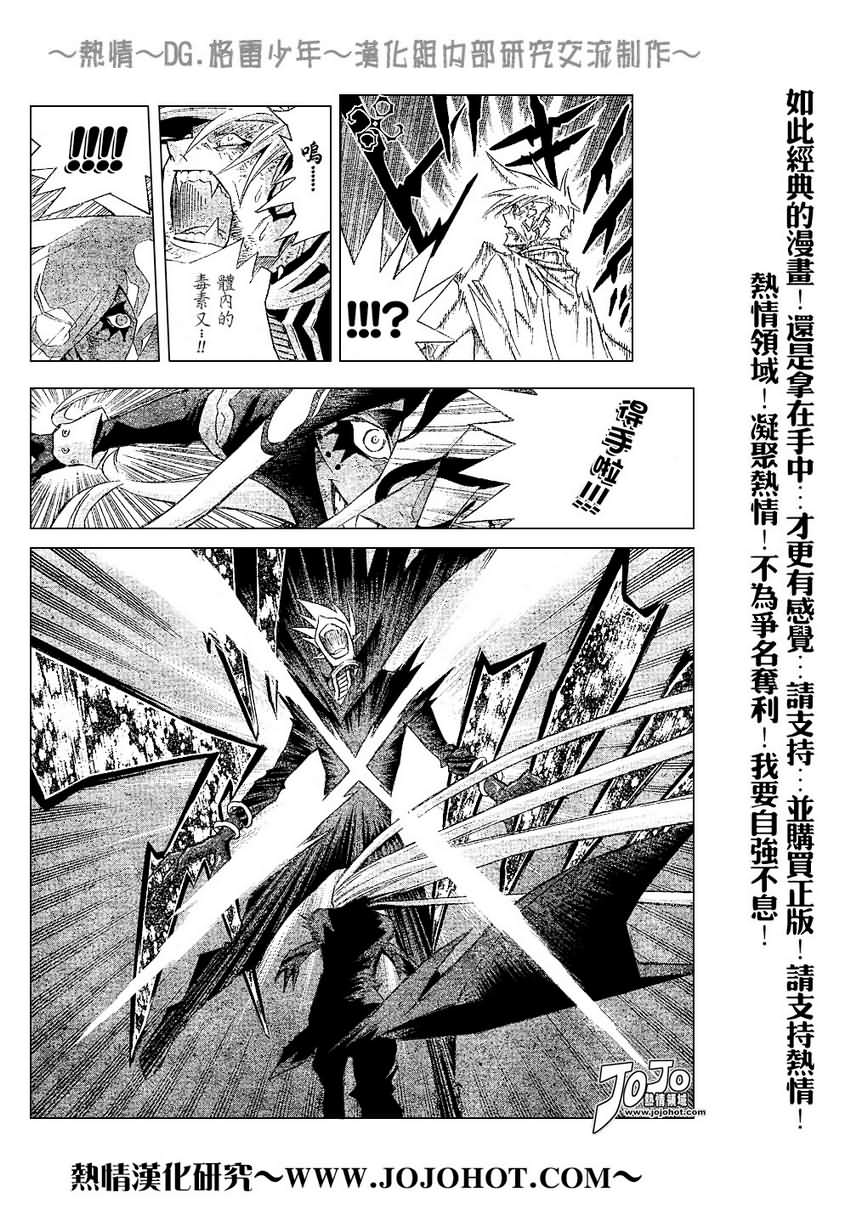 ～熱情～DG.格雷少年～漢化組內部研究交流制作～
如此經典的漫畫！還是拿在手中…才更有感覺…請支持…並購買正版！請支持熱情！
熱情領域！凝聚熱情！不為爭名奪利！我要自強不息！
!!!?
嗚……
體內的
毒素又…!!
!!!!
得手啦!!!
JOJO
熱情領域
www.jojohot.com
熱情漢化研究～WWW.JOJOHOT.COM～